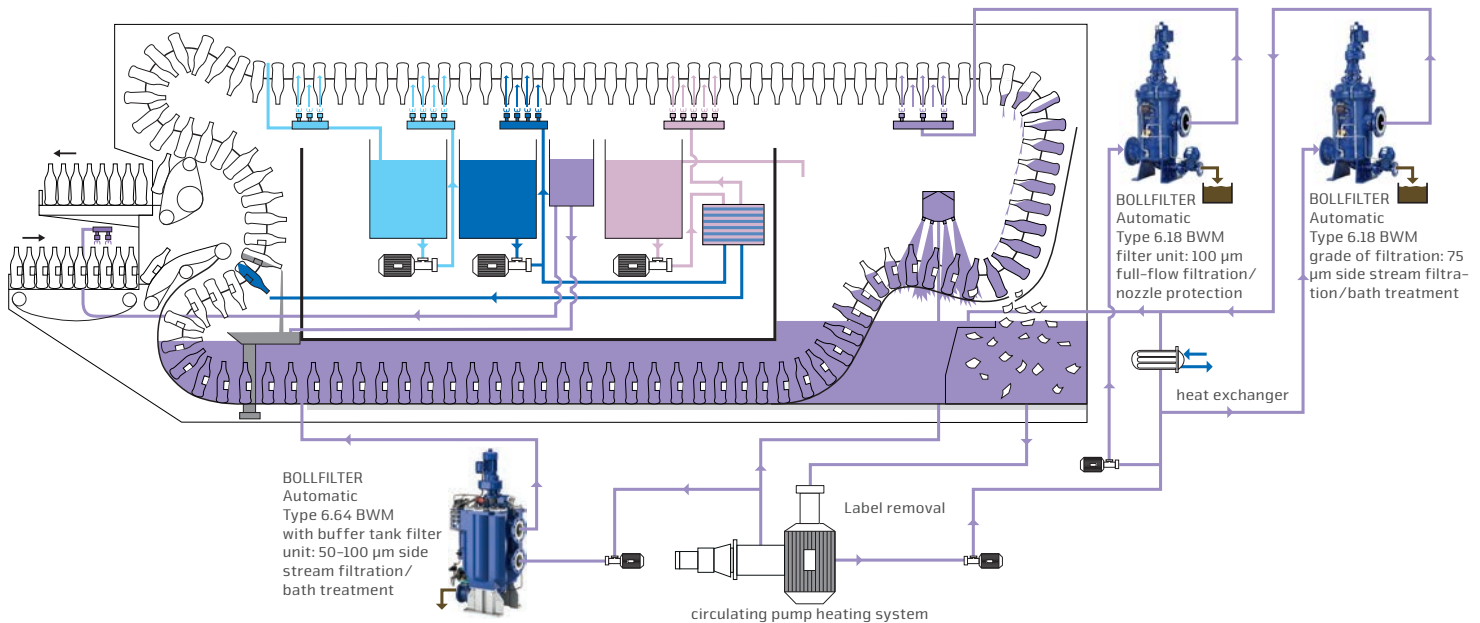 BOLLFILTER
Automatic
Type 6.18 BWM
filter unit: 100 µm
full-flow filtration/
nozzle protection
BOLLFILTER
Automatic
Type 6.18 BWM
grade of filtration: 75
µm side stream filtra-
tion/bath treatment
heat exchanger
BOLLFILTER
Automatic
Type 6.64 BWM
with buffer tank filter
unit: 50–100 µm side
stream filtration/
bath treatment
Label removal
circulating pump heating system